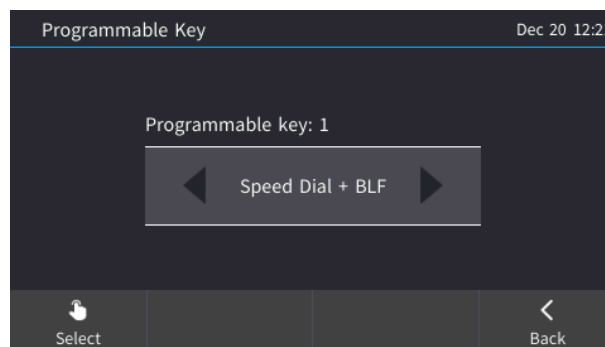 Programmable Key Dec 20 12:2
Programmable key: 1
Speed Dial + BLF
Select Back